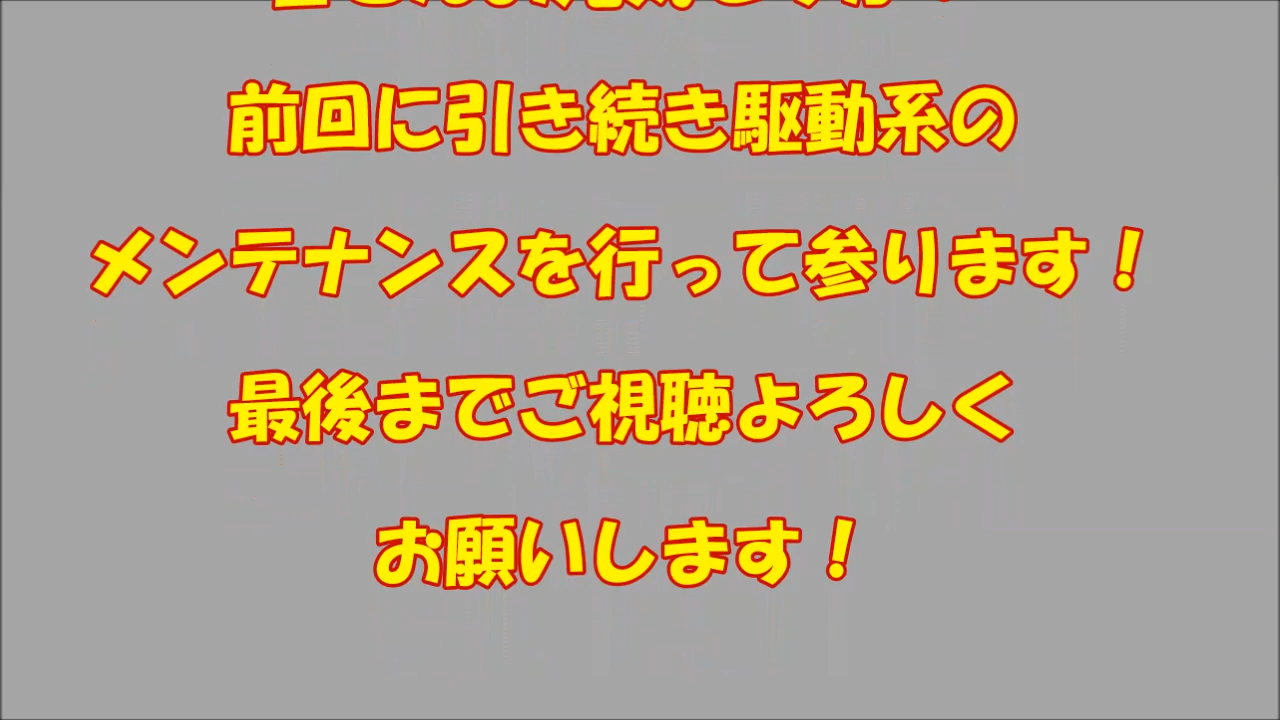 前回に引き続き駆動系の
メンテナンスを行って参ります！
最後までご視聴よろしく
お願いします！